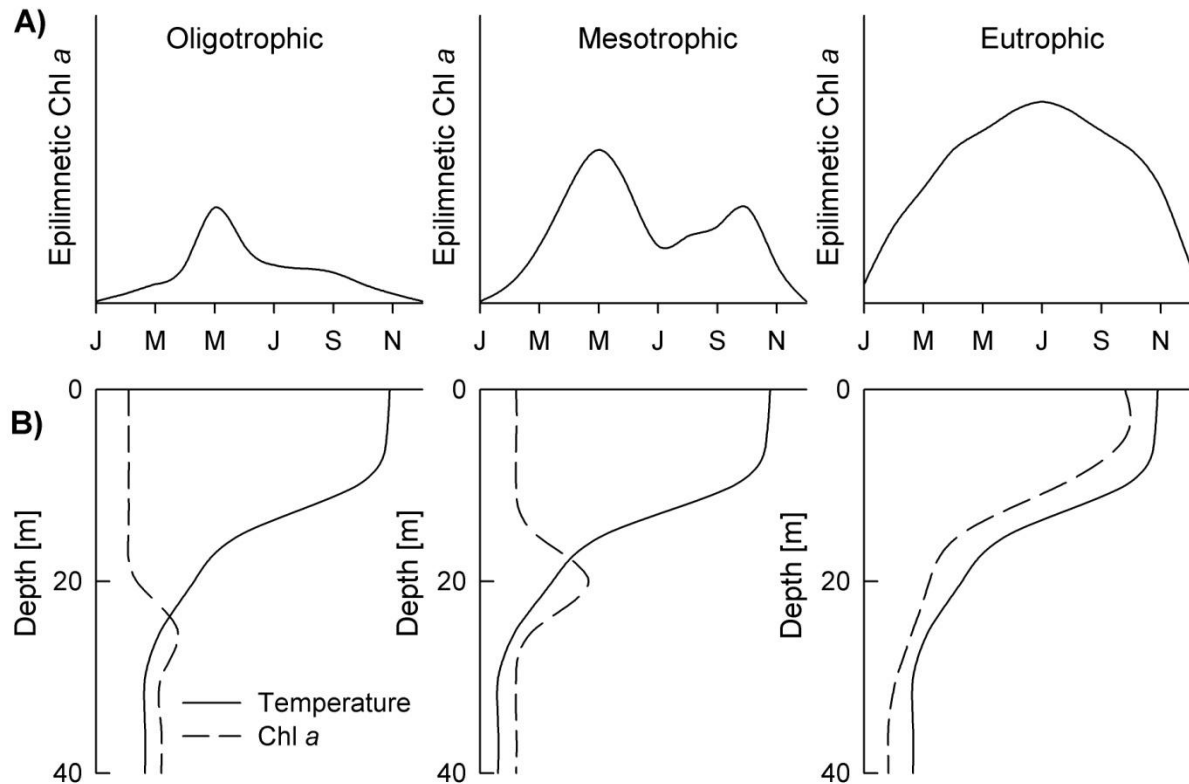 A)
Oligotrophic
Mesotrophic
Eutrophic
Epilimnetic Chl a
Epilimnetic Chl a
Epilimnetic Chl a
J M M J S N
J M M J S N
J M M J S N
B)
0
20
40
Depth [m]
Temperature
Chl a
0
20
40
Depth [m]
0
20
40
Depth [m]